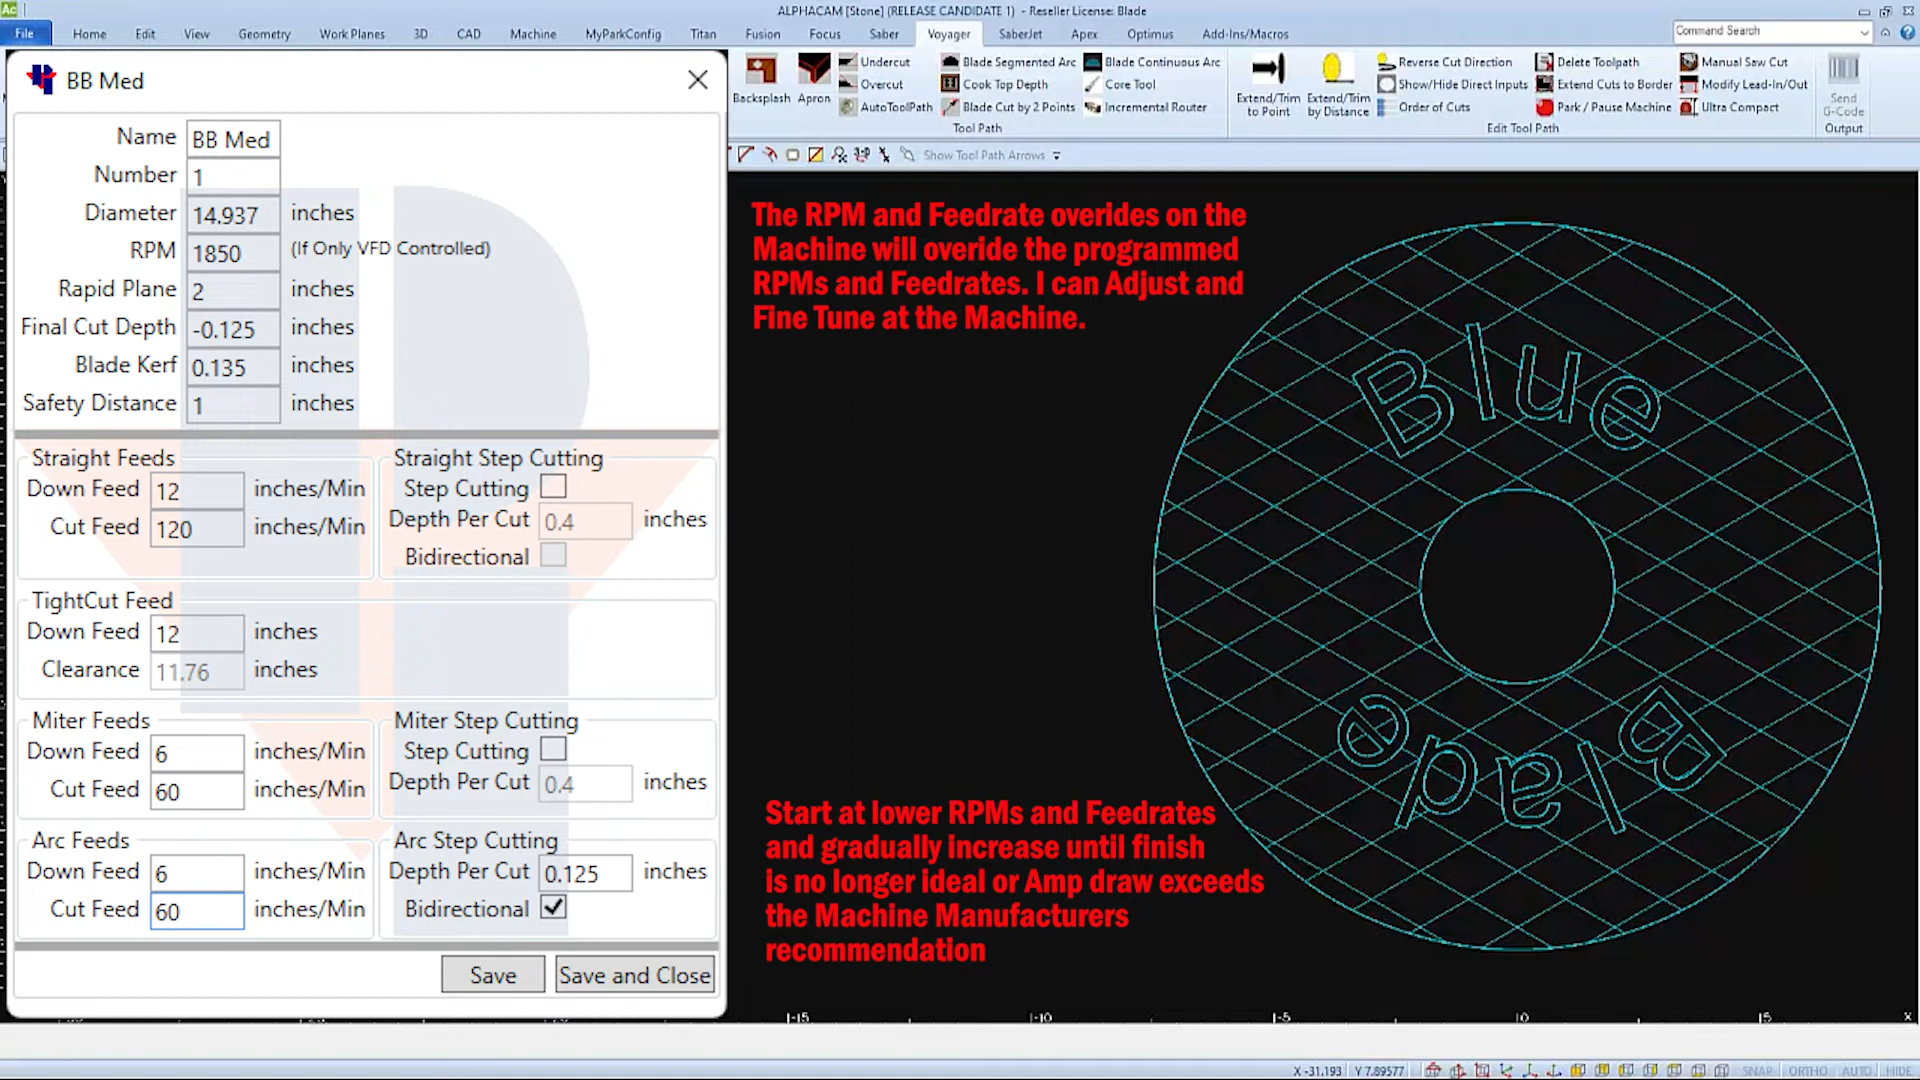 ALPHACAM [Stone] (RELEASE CANDIDATE 1) - Reseller License: Blade
File Home Edit View Geometry Work Planes 3D CAD Machine MyParkConfig Titan Fusion Focus Saber Voyager SaberJet Apex Optimus Add-Ins/Macros
Command Search
Backsplash
Apron
Undercut
Overcut
AutoToolPath
Blade Segmented Arc
Cook Top Depth
Blade Cut by 2 Points
Blade Continuous Arc
Core Tool
Incremental Router
Tool Path
Extend/Trim
to Point
Extend/Trim
by Distance
Reverse Cut Direction
Show/Hide Direct Inputs
Order of Cuts
Delete Toolpath
Extend Cuts to Border
Park / Pause Machine
Manual Saw Cut
Modify Lead-In/Out
Ultra Compact
Edit Tool Path
Send
G-Code
Output
Show Tool Path Arrows
BB Med
Name BB Med
Number 1
Diameter 14.937 inches
RPM 1850 (If Only VFD Controlled)
Rapid Plane 2 inches
Final Cut Depth -0.125 inches
Blade Kerf 0.135 inches
Safety Distance 1 inches
Straight Feeds
Down Feed 12 inches/Min
Cut Feed 120 inches/Min
Straight Step Cutting
Step Cutting
Depth Per Cut 0.4 inches
Bidirectional
TightCut Feed
Down Feed 12 inches
Clearance 11.76 inches
Miter Feeds
Down Feed 6 inches/Min
Cut Feed 60 inches/Min
Miter Step Cutting
Step Cutting
Depth Per Cut 0.4 inches
Arc Feeds
Down Feed 6 inches/Min
Cut Feed 60 inches/Min
Arc Step Cutting
Depth Per Cut 0.125 inches
Bidirectional
Save Save and Close
The RPM and Feedrate overides on the
Machine will overide the programmed
RPMs and Feedrates. I can Adjust and
Fine Tune at the Machine.
Blue
Blade
Start at lower RPMs and Feedrates
and gradually increase until finish
is no longer ideal or Amp draw exceeds
the Machine Manufacturers
recommendation
-15 -10 -5 0 5 X
X -31.193 Y 7.89577 SNAP ORTHO AUTO HIDE